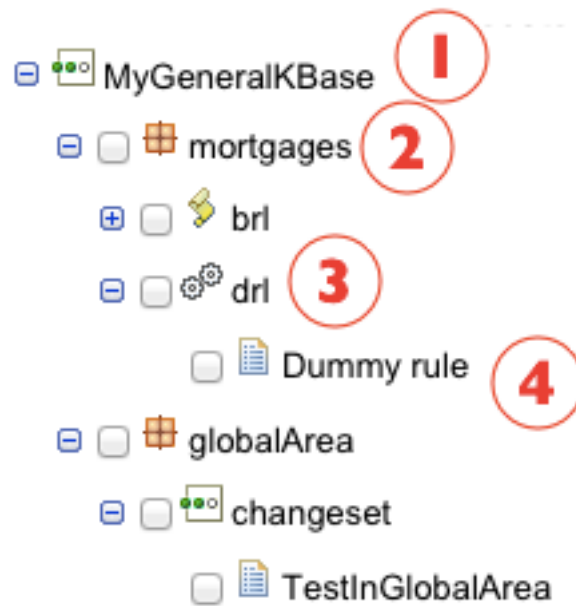 MyGeneralKBase 1
mortgages 2
brl
drl 3
Dummy rule 4
globalArea
changeset
TestInGlobalArea